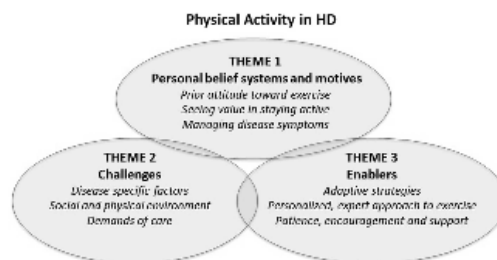 Physical Activity in HD
THEME 1
Personal belief systems and motives
Prior attitude toward exercise
Seeing value in staying active
Managing disease symptoms
THEME 2
Challenges
Disease specific factors
Social and physical environment
Demands of care
THEME 3
Enablers
Adaptive strategies
Personalized, expert approach to exercise
Patience, encouragement and support